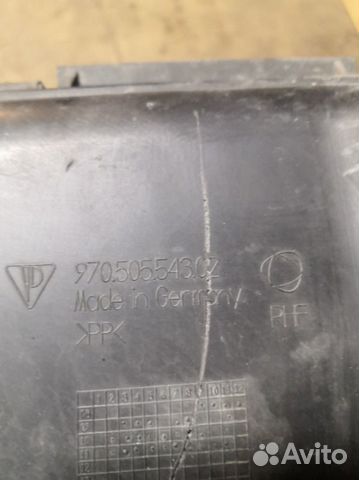 970.505.543.02
Made in Germany
>PP<
PHF
1 2 3 4 5 6 7 8 9 10 11 12
Avito